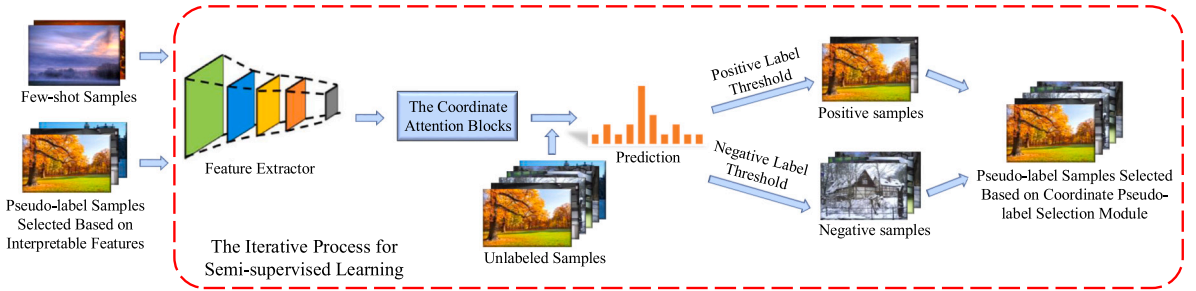 Few-shot Samples
Pseudo-label Samples
Selected Based on
Interpretable Features
Feature Extractor
The Iterative Process for
Semi-supervised Learning
The Coordinate
Attention Blocks
Unlabeled Samples
Prediction
Positive Label
Threshold
Negative Label
Threshold
Positive samples
Negative samples
Pseudo-label Samples Selected
Based on Coordinate Pseudo-
label Selection Module